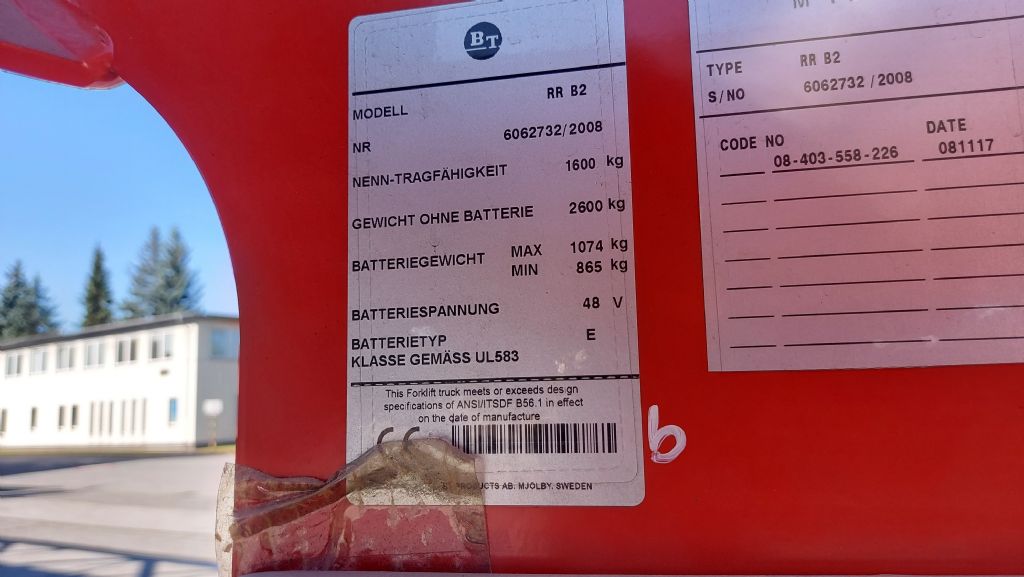 BT
MODELL RR B2
NR 6062732/2008
NENN-TRAGFÄHIGKEIT 1600 kg
GEWICHT OHNE BATTERIE 2600 kg
BATTERIEGEWICHT MAX 1074 kg
MIN 865 kg
BATTERIESPANNUNG 48 V
BATTERIETYP E
KLASSE GEMÄSS UL583
This Forklift truck meets or exceeds design
specifications of ANSI/ITSDF B56.1 in effect
on the date of manufacture
CE
AB. MJÖLBY. SWEDEN
b
TYPE RR B2
S/NO 6062732 /2008
CODE NO DATE
08-403-558-226 081117